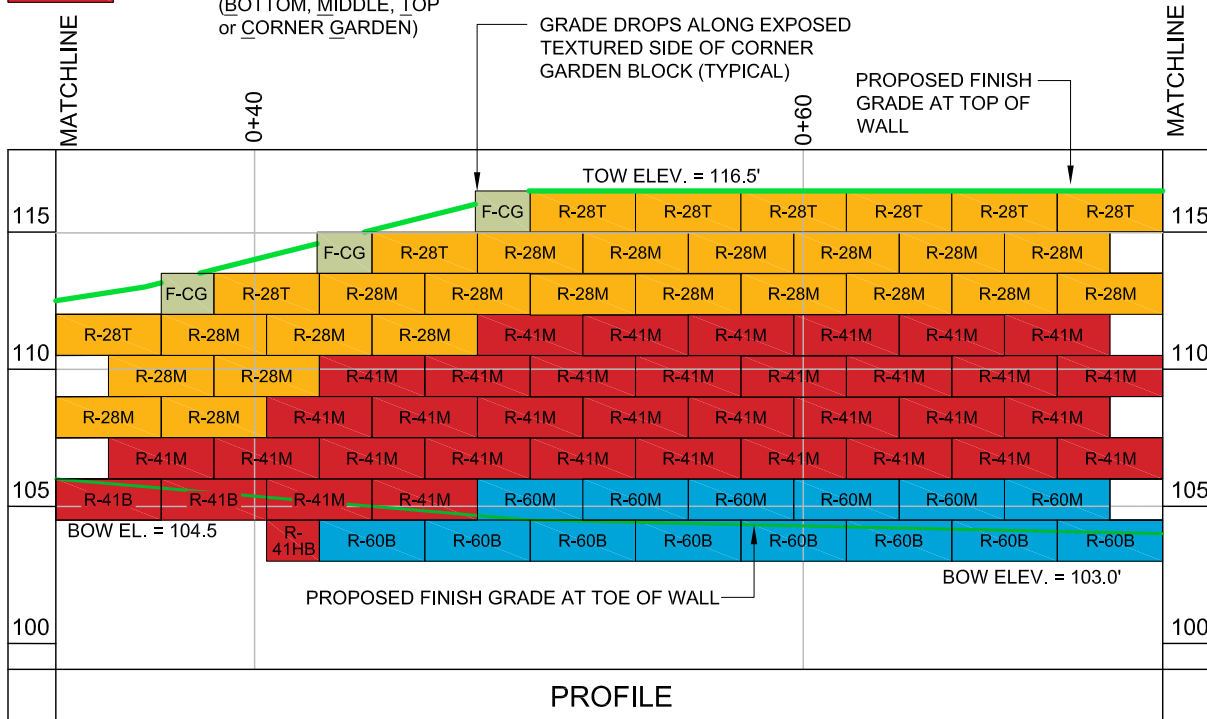 (BOTTOM, MIDDLE, TOP
or CORNER GARDEN)
GRADE DROPS ALONG EXPOSED
TEXTURED SIDE OF CORNER
GARDEN BLOCK (TYPICAL)
PROPOSED FINISH
GRADE AT TOP OF
WALL
MATCHLINE
0+40
0+60
MATCHLINE
TOW ELEV. = 116.5'
115 F-CG R-28T R-28T R-28T R-28T R-28T R-28T 115
F-CG R-28T R-28M R-28M R-28M R-28M R-28M R-28M
F-CG R-28T R-28M R-28M R-28M R-28M R-28M R-28M R-28M R-28M
R-28T R-28M R-28M R-28M R-41M R-41M R-41M R-41M R-41M R-41M
110 R-28M R-28M R-41M R-41M R-41M R-41M R-41M R-41M R-41M R-41M 110
R-28M R-28M R-41M R-41M R-41M R-41M R-41M R-41M R-41M R-41M
R-41M R-41M R-41M R-41M R-41M R-41M R-41M R-41M R-41M R-41M
105 R-41B R-41B R-41M R-41M R-60M R-60M R-60M R-60M R-60M R-60M 105
BOW EL. = 104.5
R-
41HB R-60B R-60B R-60B R-60B R-60B R-60B R-60B R-60B
BOW ELEV. = 103.0'
PROPOSED FINISH GRADE AT TOE OF WALL
100 100
PROFILE